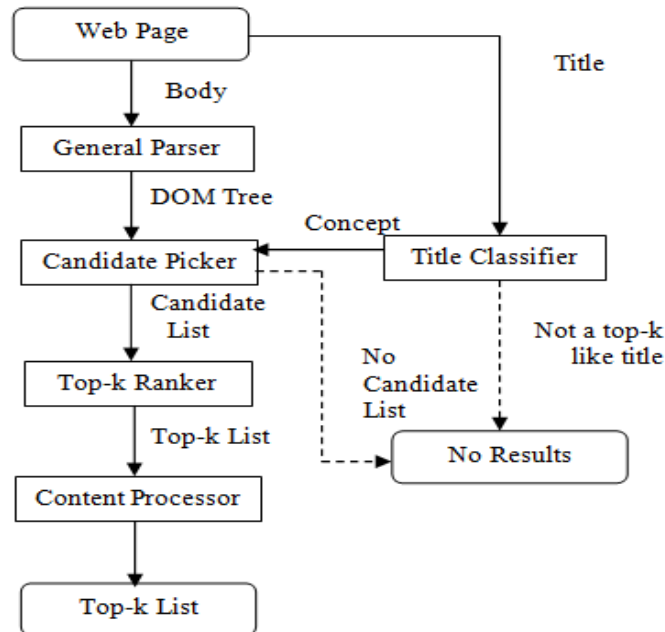 Web Page
Title
Body
General Parser
DOM Tree
Concept
Candidate Picker
Title Classifier
Candidate
List
Not a top-k
like title
No
Candidate
List
Top-k Ranker
Top-k List
No Results
Content Processor
Top-k List